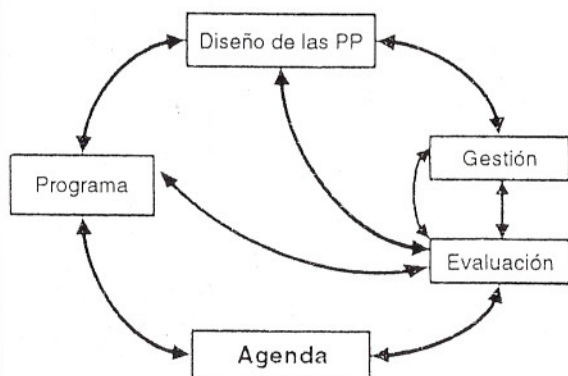 Diseño de las PP
Gestión
Programa
Evaluación
Agenda